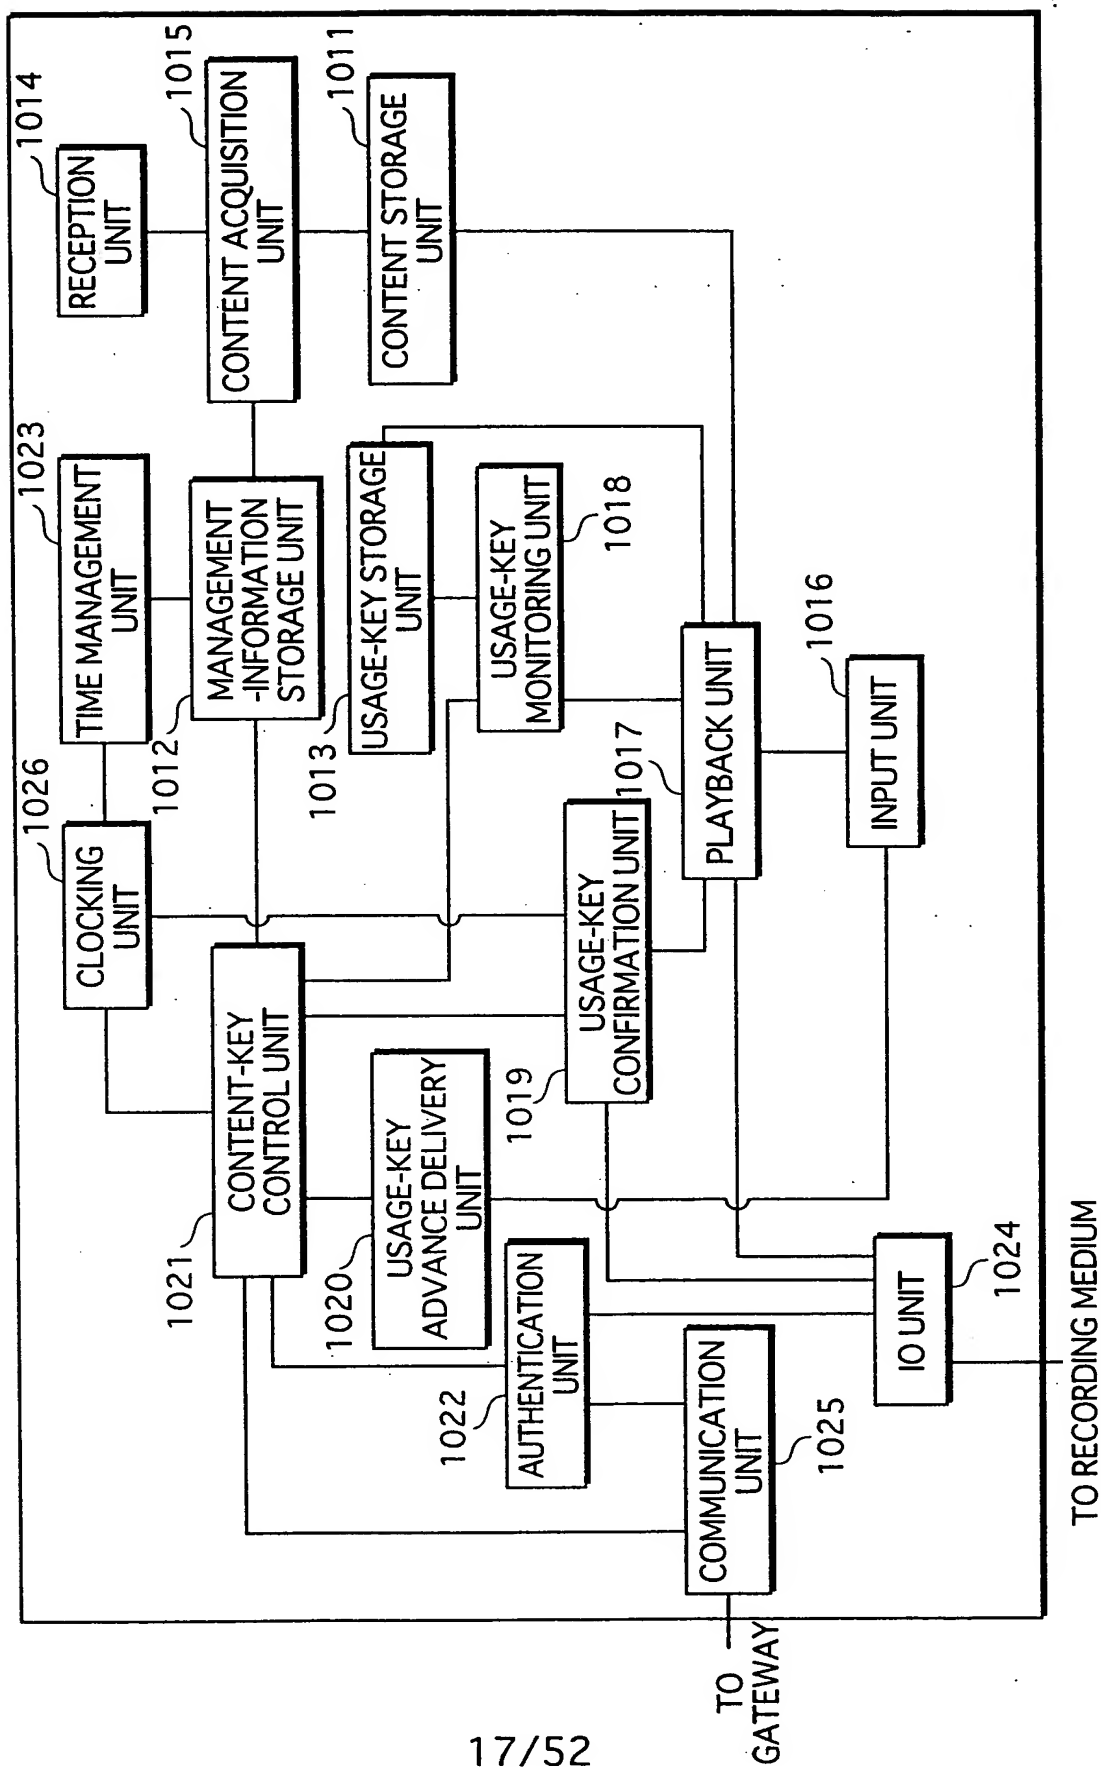 1014
RECEPTION
UNIT
1015
CONTENT ACQUISITION
UNIT
1011
CONTENT STORAGE
UNIT
1023
TIME MANAGEMENT
UNIT
1012
MANAGEMENT
-INFORMATION
STORAGE UNIT
1013
USAGE-KEY STORAGE
UNIT
USAGE-KEY
MONITORING UNIT
1018
1026
CLOCKING
UNIT
1017
PLAYBACK UNIT
1016
INPUT UNIT
1021
CONTENT-KEY
CONTROL UNIT
1019
USAGE-KEY
CONFIRMATION UNIT
1020
USAGE-KEY
ADVANCE DELIVERY
UNIT
1022
AUTHENTICATION
UNIT
COMMUNICATION
UNIT
1025
IO UNIT
1024
TO
GATEWAY
TO RECORDING MEDIUM
17/52